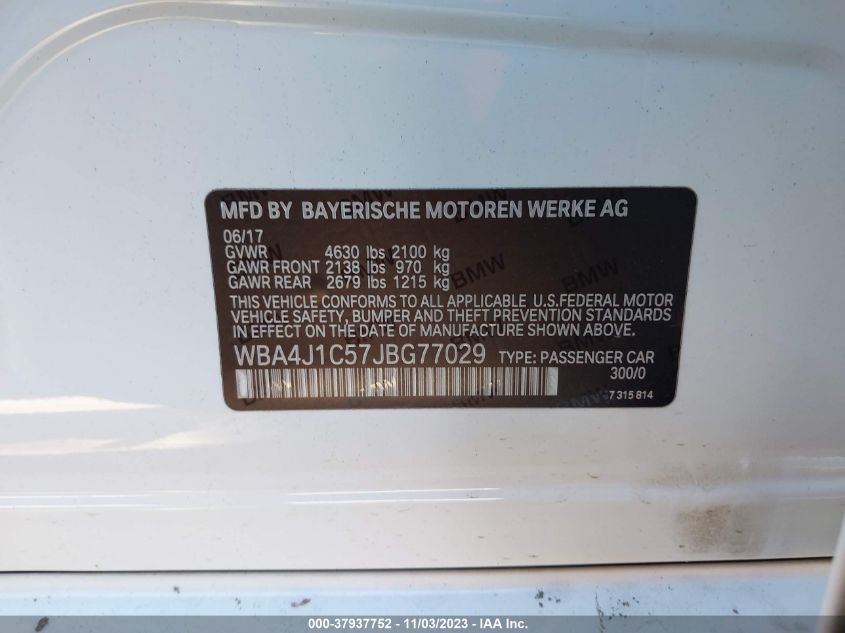 MFD BY BAYERISCHE MOTOREN WERKE AG
06/17
GVWR 4630 lbs 2100 kg
GAWR FRONT 2138 lbs 970 kg
GAWR REAR 2679 lbs 1215 kg
THIS VEHICLE CONFORMS TO ALL APPLICABLE U.S.FEDERAL MOTOR
VEHICLE SAFETY, BUMPER AND THEFT PREVENTION STANDARDS
IN EFFECT ON THE DATE OF MANUFACTURE SHOWN ABOVE.
WBA4J1C57JBG77029 TYPE: PASSENGER CAR
300/0
7 315 814
BMW
BMW
BMW
000-37937752 - 11/03/2023 - IAA Inc.